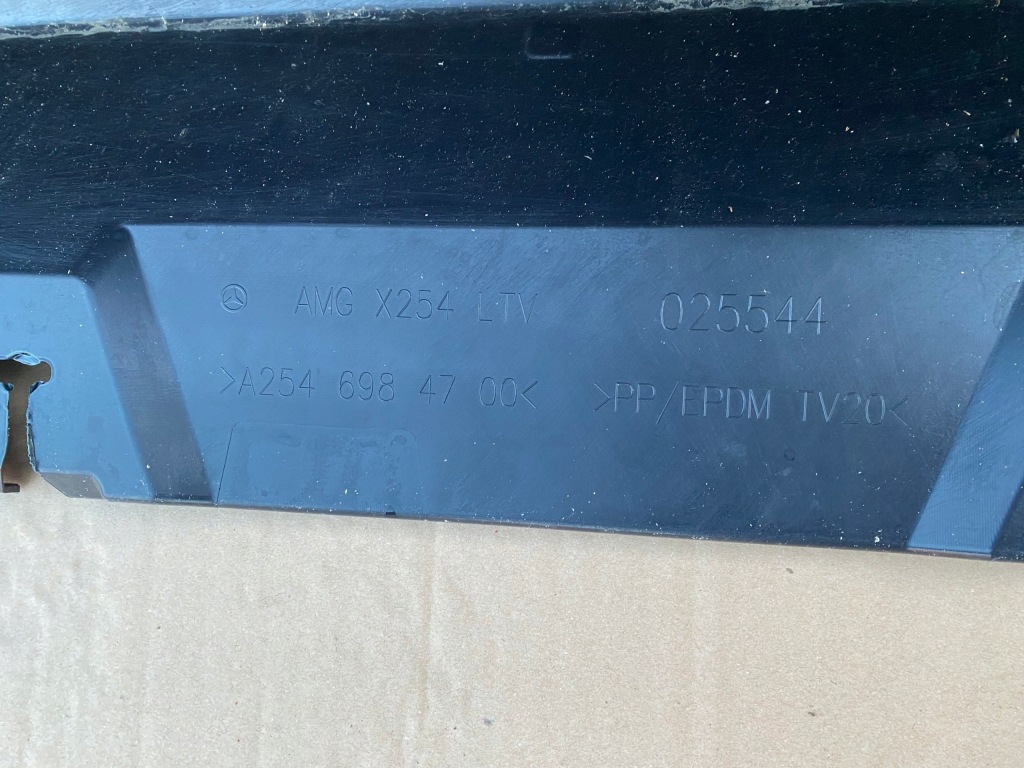 AMG X254 LTV 025544
>A254 698 47 00< >PP/EPDM TV20<